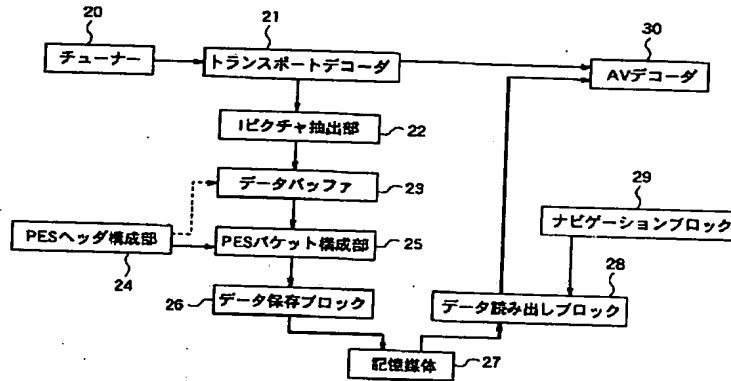 20
21
30
チューナー
トランスポートデコーダ
AVデコーダ
Iピクチャ抽出部
22
データバッファ
23
29
ナビゲーションブロック
PESヘッダ構成部
24
PESパケット構成部
25
28
26
データ保存ブロック
データ読み出しブロック
記憶媒体
27